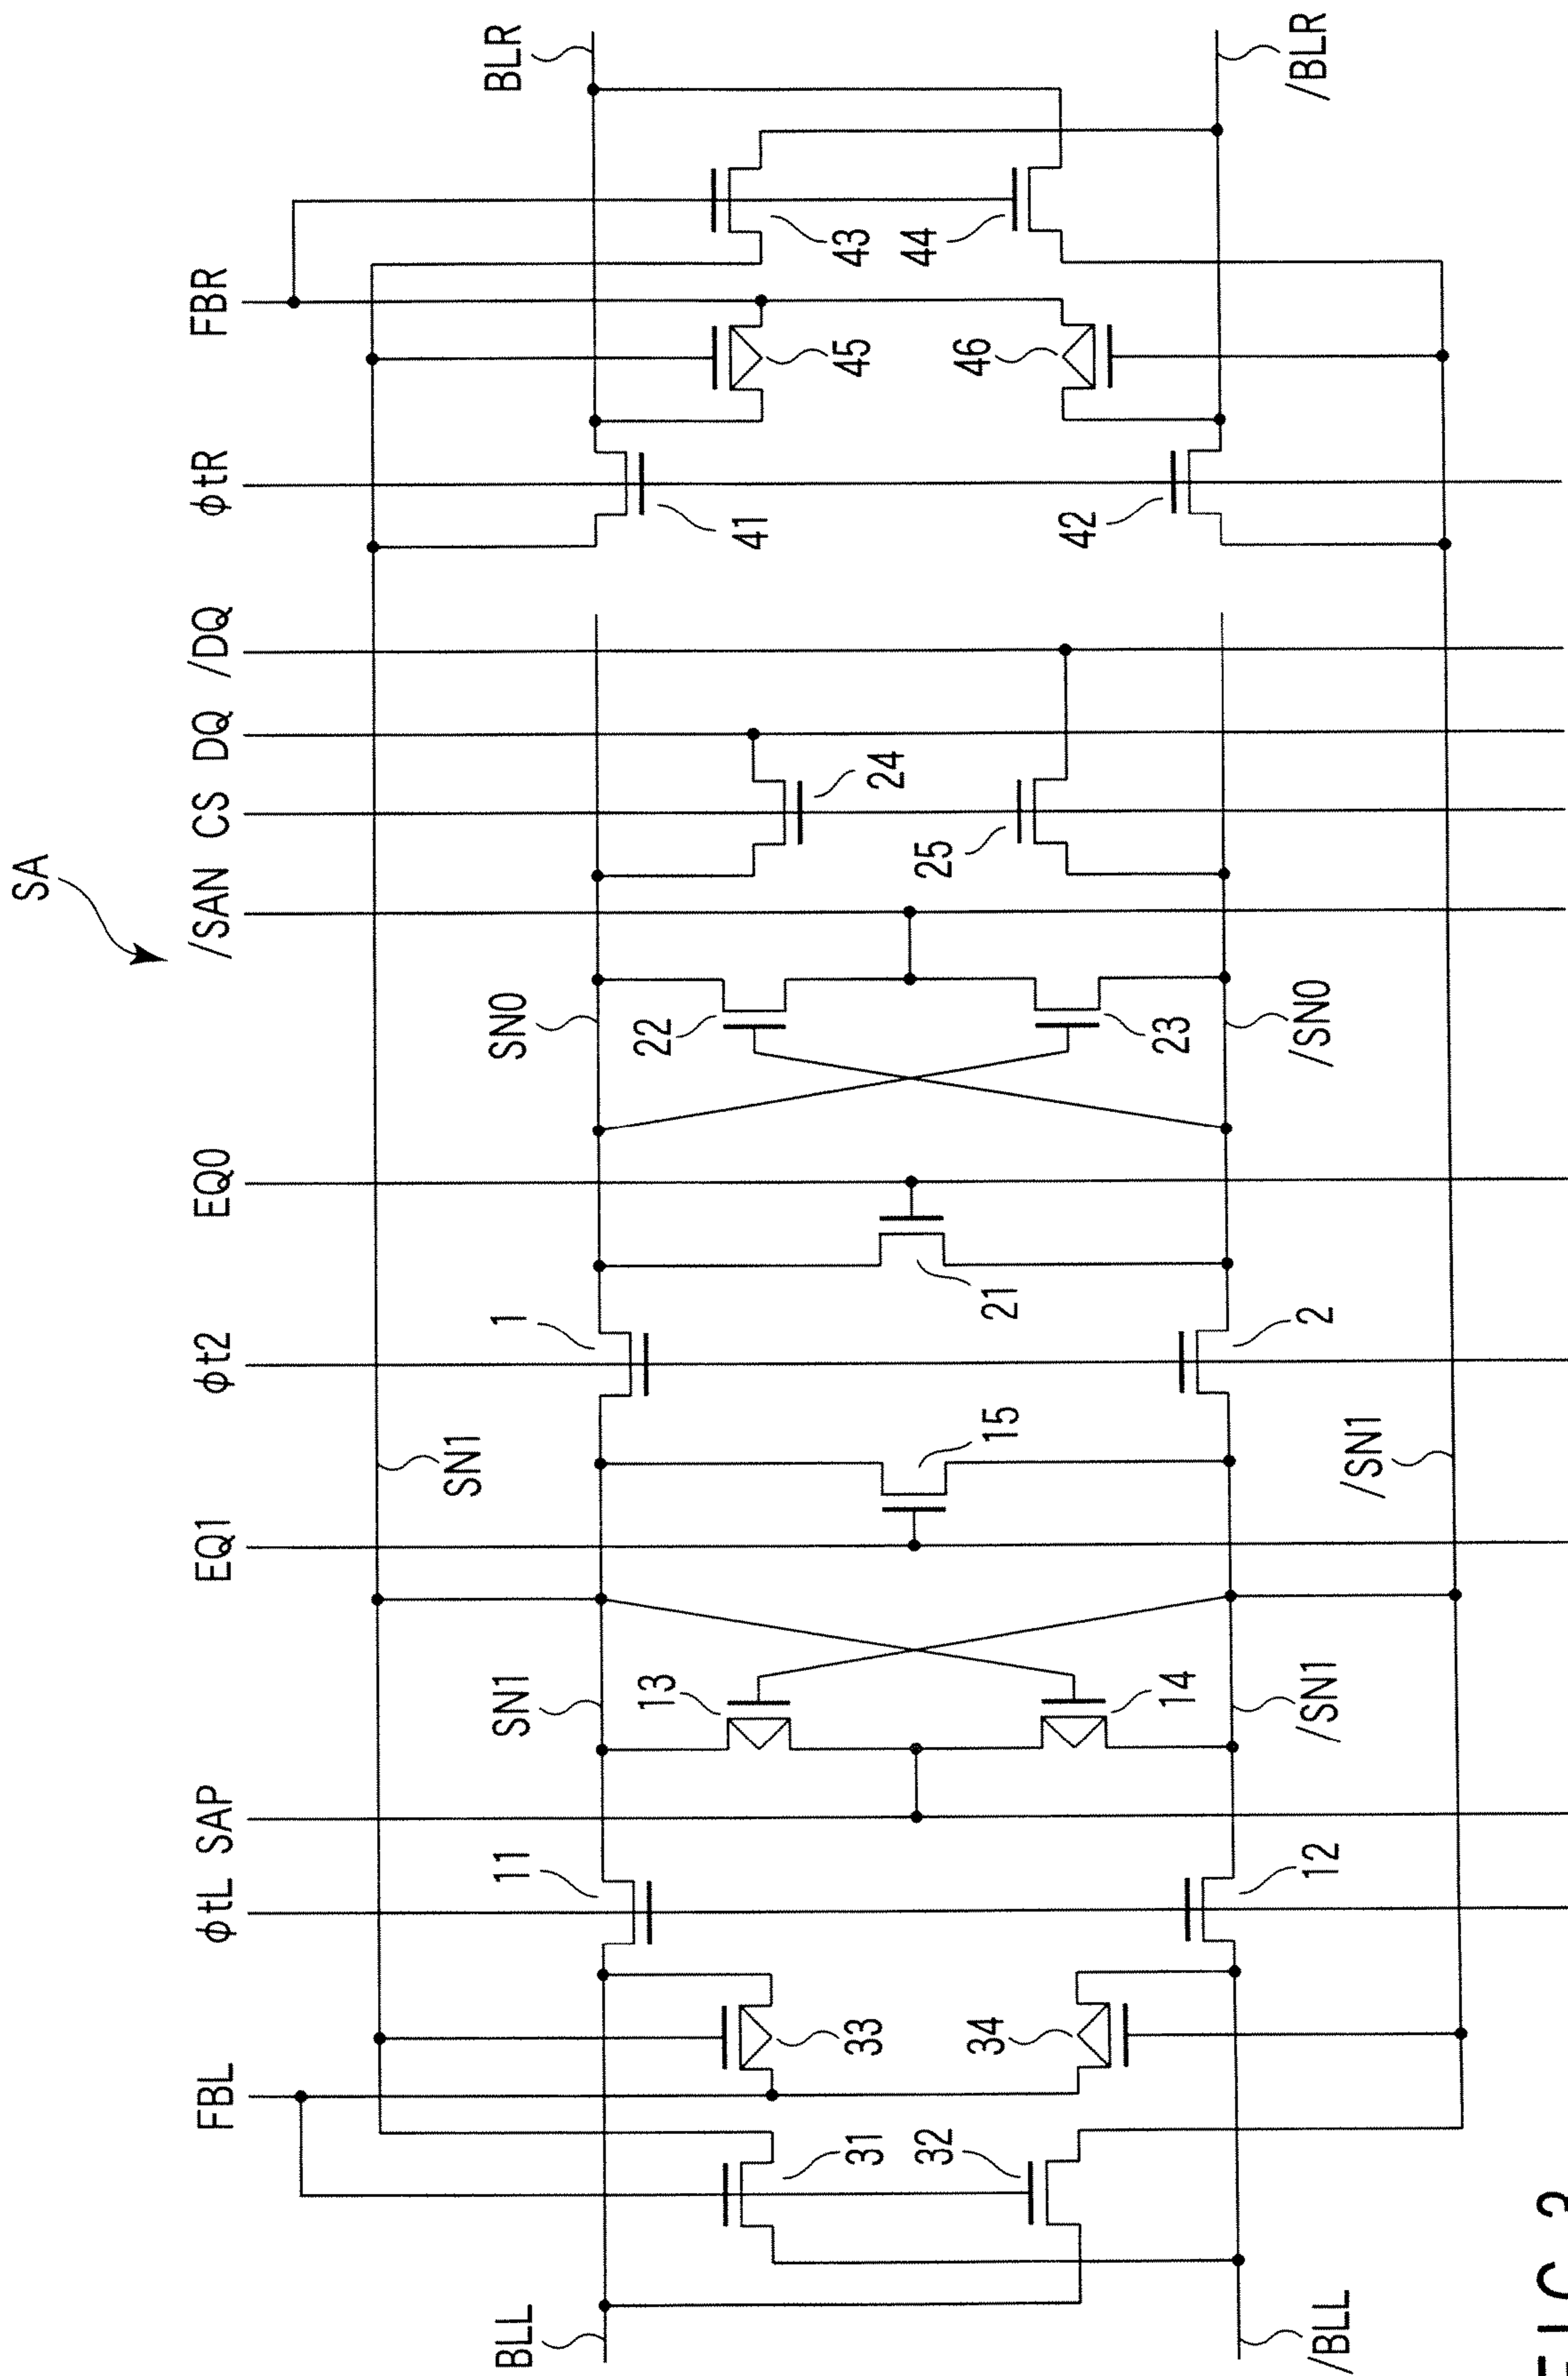 SA
FBL
φtL
SAP
EQ1
φt2
EQ0
/SAN
CS
DQ
/DQ
φtR
FBR
SN1
/SN1
BLL
11
SN1
1
SN0
BLR
31
33
13
22
24
41
45
43
15
21
32
34
14
23
25
42
46
44
/BLL
12
/SN1
2
/SN0
/BLR